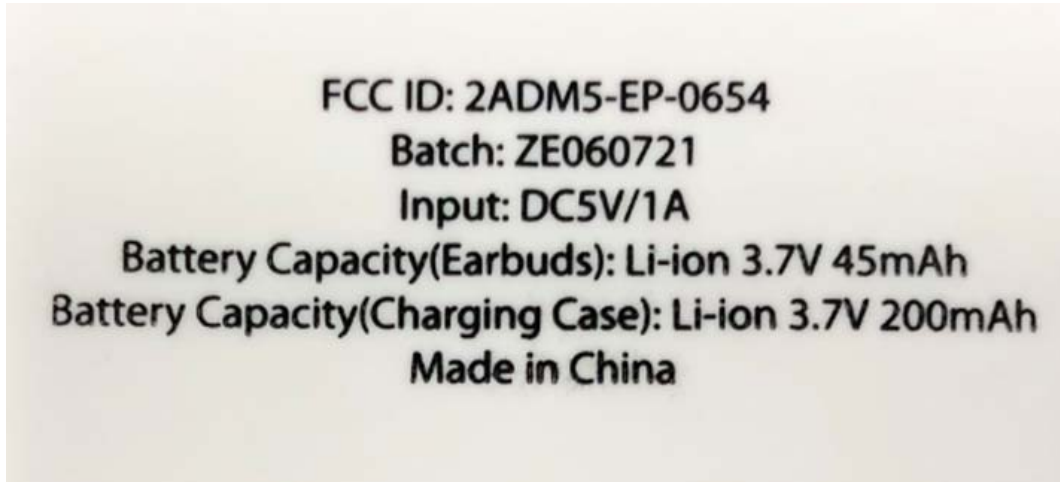 FCC ID: 2ADM5-EP-0654
Batch: ZE060721
Input: DC5V/1A
Battery Capacity(Earbuds): Li-ion 3.7V 45mAh
Battery Capacity(Charging Case): Li-ion 3.7V 200mAh
Made in China